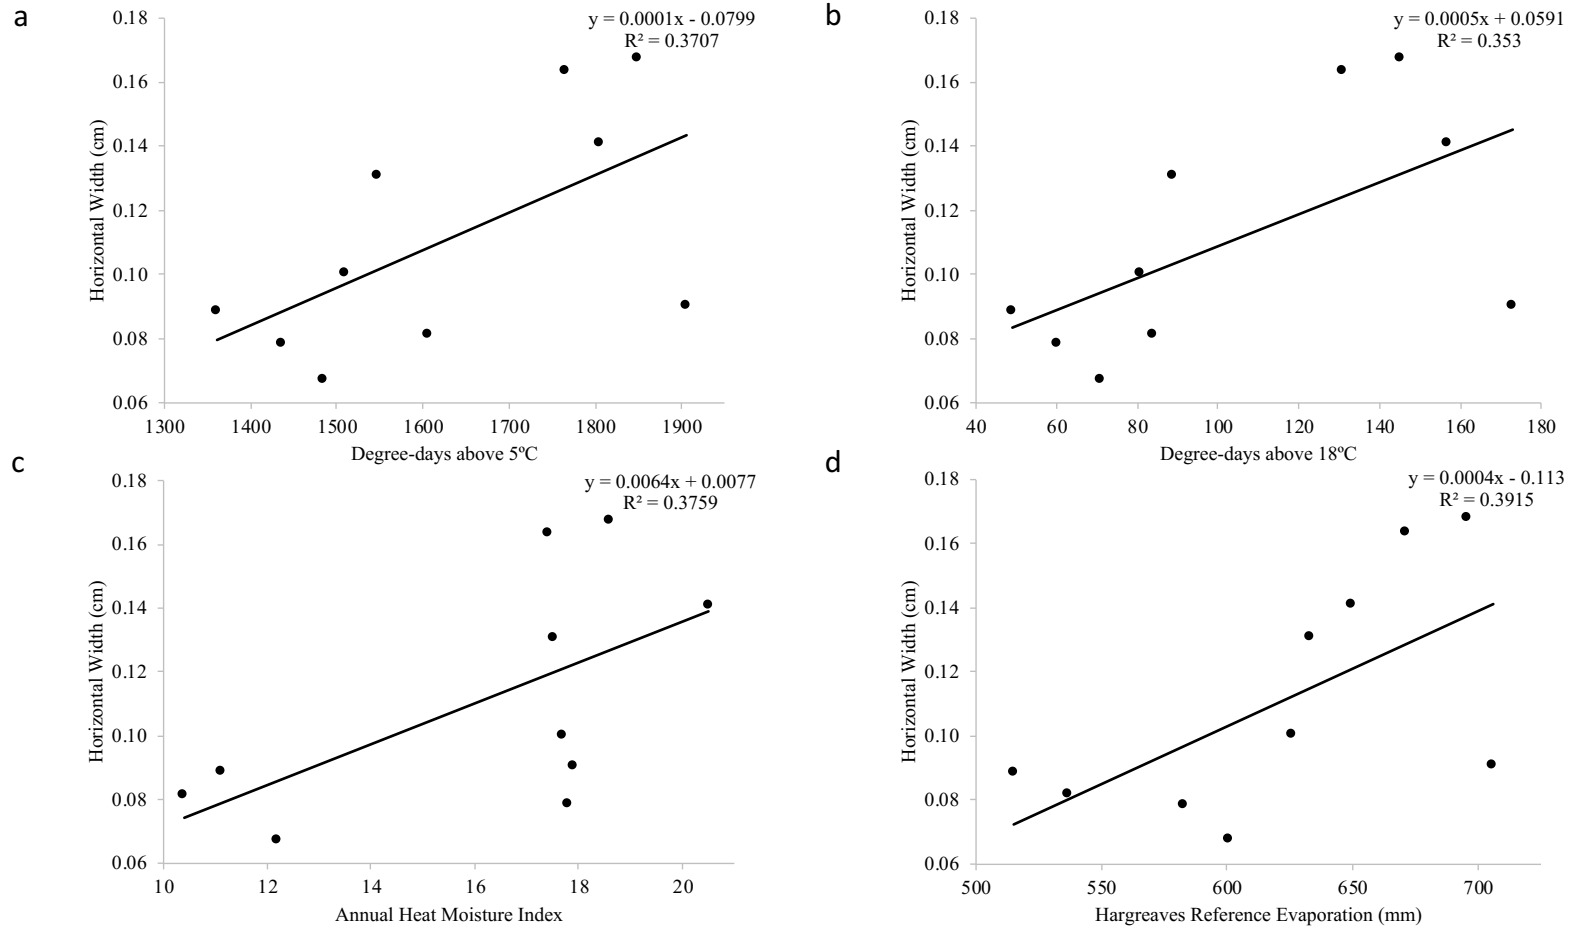 a
y = 0.0001x - 0.0799
R² = 0.3707
0.18
0.16
0.14
0.12
0.10
0.08
0.06
Horizontal Width (cm)
1300 1400 1500 1600 1700 1800 1900
Degree-days above 5ºC
b
y = 0.0005x + 0.0591
R² = 0.353
0.18
0.16
0.14
0.12
0.10
0.08
0.06
Horizontal Width (cm)
40 60 80 100 120 140 160 180
Degree-days above 18ºC
c
y = 0.0064x + 0.0077
R² = 0.3759
0.18
0.16
0.14
0.12
0.10
0.08
0.06
Horizontal Width (cm)
10 12 14 16 18 20
Annual Heat Moisture Index
d
y = 0.0004x - 0.113
R² = 0.3915
0.18
0.16
0.14
0.12
0.10
0.08
0.06
Horizontal Width (cm)
500 550 600 650 700
Hargreaves Reference Evaporation (mm)